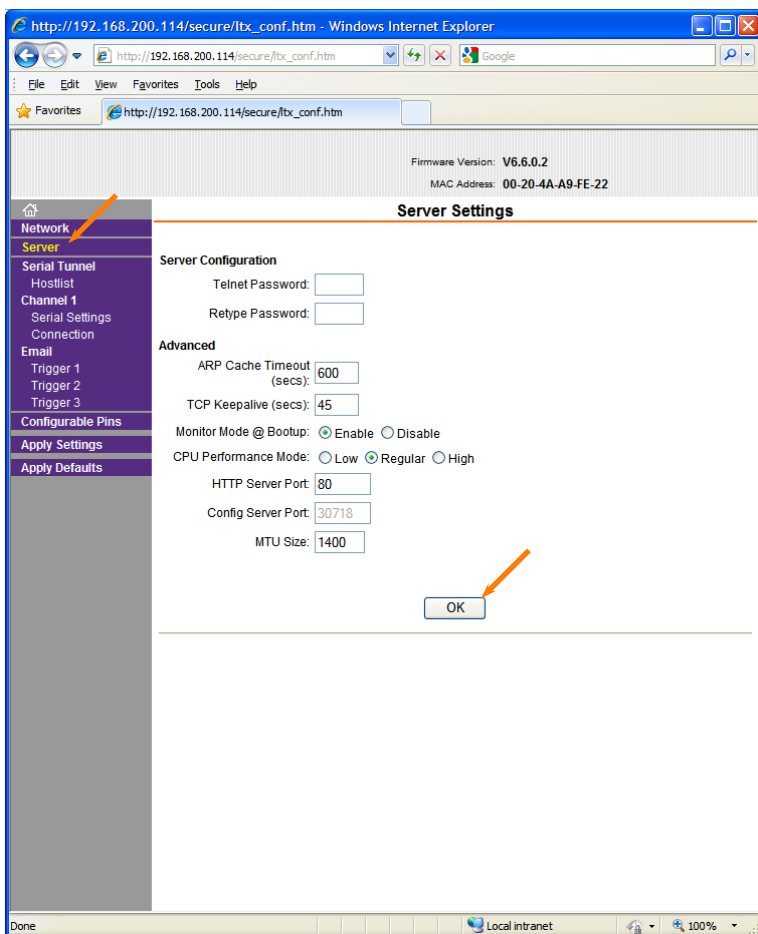 http://192.168.200.114/secure/ltx_conf.htm - Windows Internet Explorer
http://192.168.200.114/secure/ltx_conf.htm
Google
File Edit View Favorites Tools Help
Favorites
http://192.168.200.114/secure/ltx_conf.htm
Firmware Version: V6.6.0.2
MAC Address: 00-20-4A-A9-FE-22
Network
Server
Serial Tunnel
Hostlist
Channel 1
Serial Settings
Connection
Email
Trigger 1
Trigger 2
Trigger 3
Configurable Pins
Apply Settings
Apply Defaults
Server Settings
Server Configuration
Telnet Password:
Retype Password:
Advanced
ARP Cache Timeout
(secs): 600
TCP Keepalive (secs): 45
Monitor Mode @ Bootup: Enable Disable
CPU Performance Mode: Low Regular High
HTTP Server Port: 80
Config Server Port: 30718
MTU Size: 1400
OK
Done
Local intranet
100%